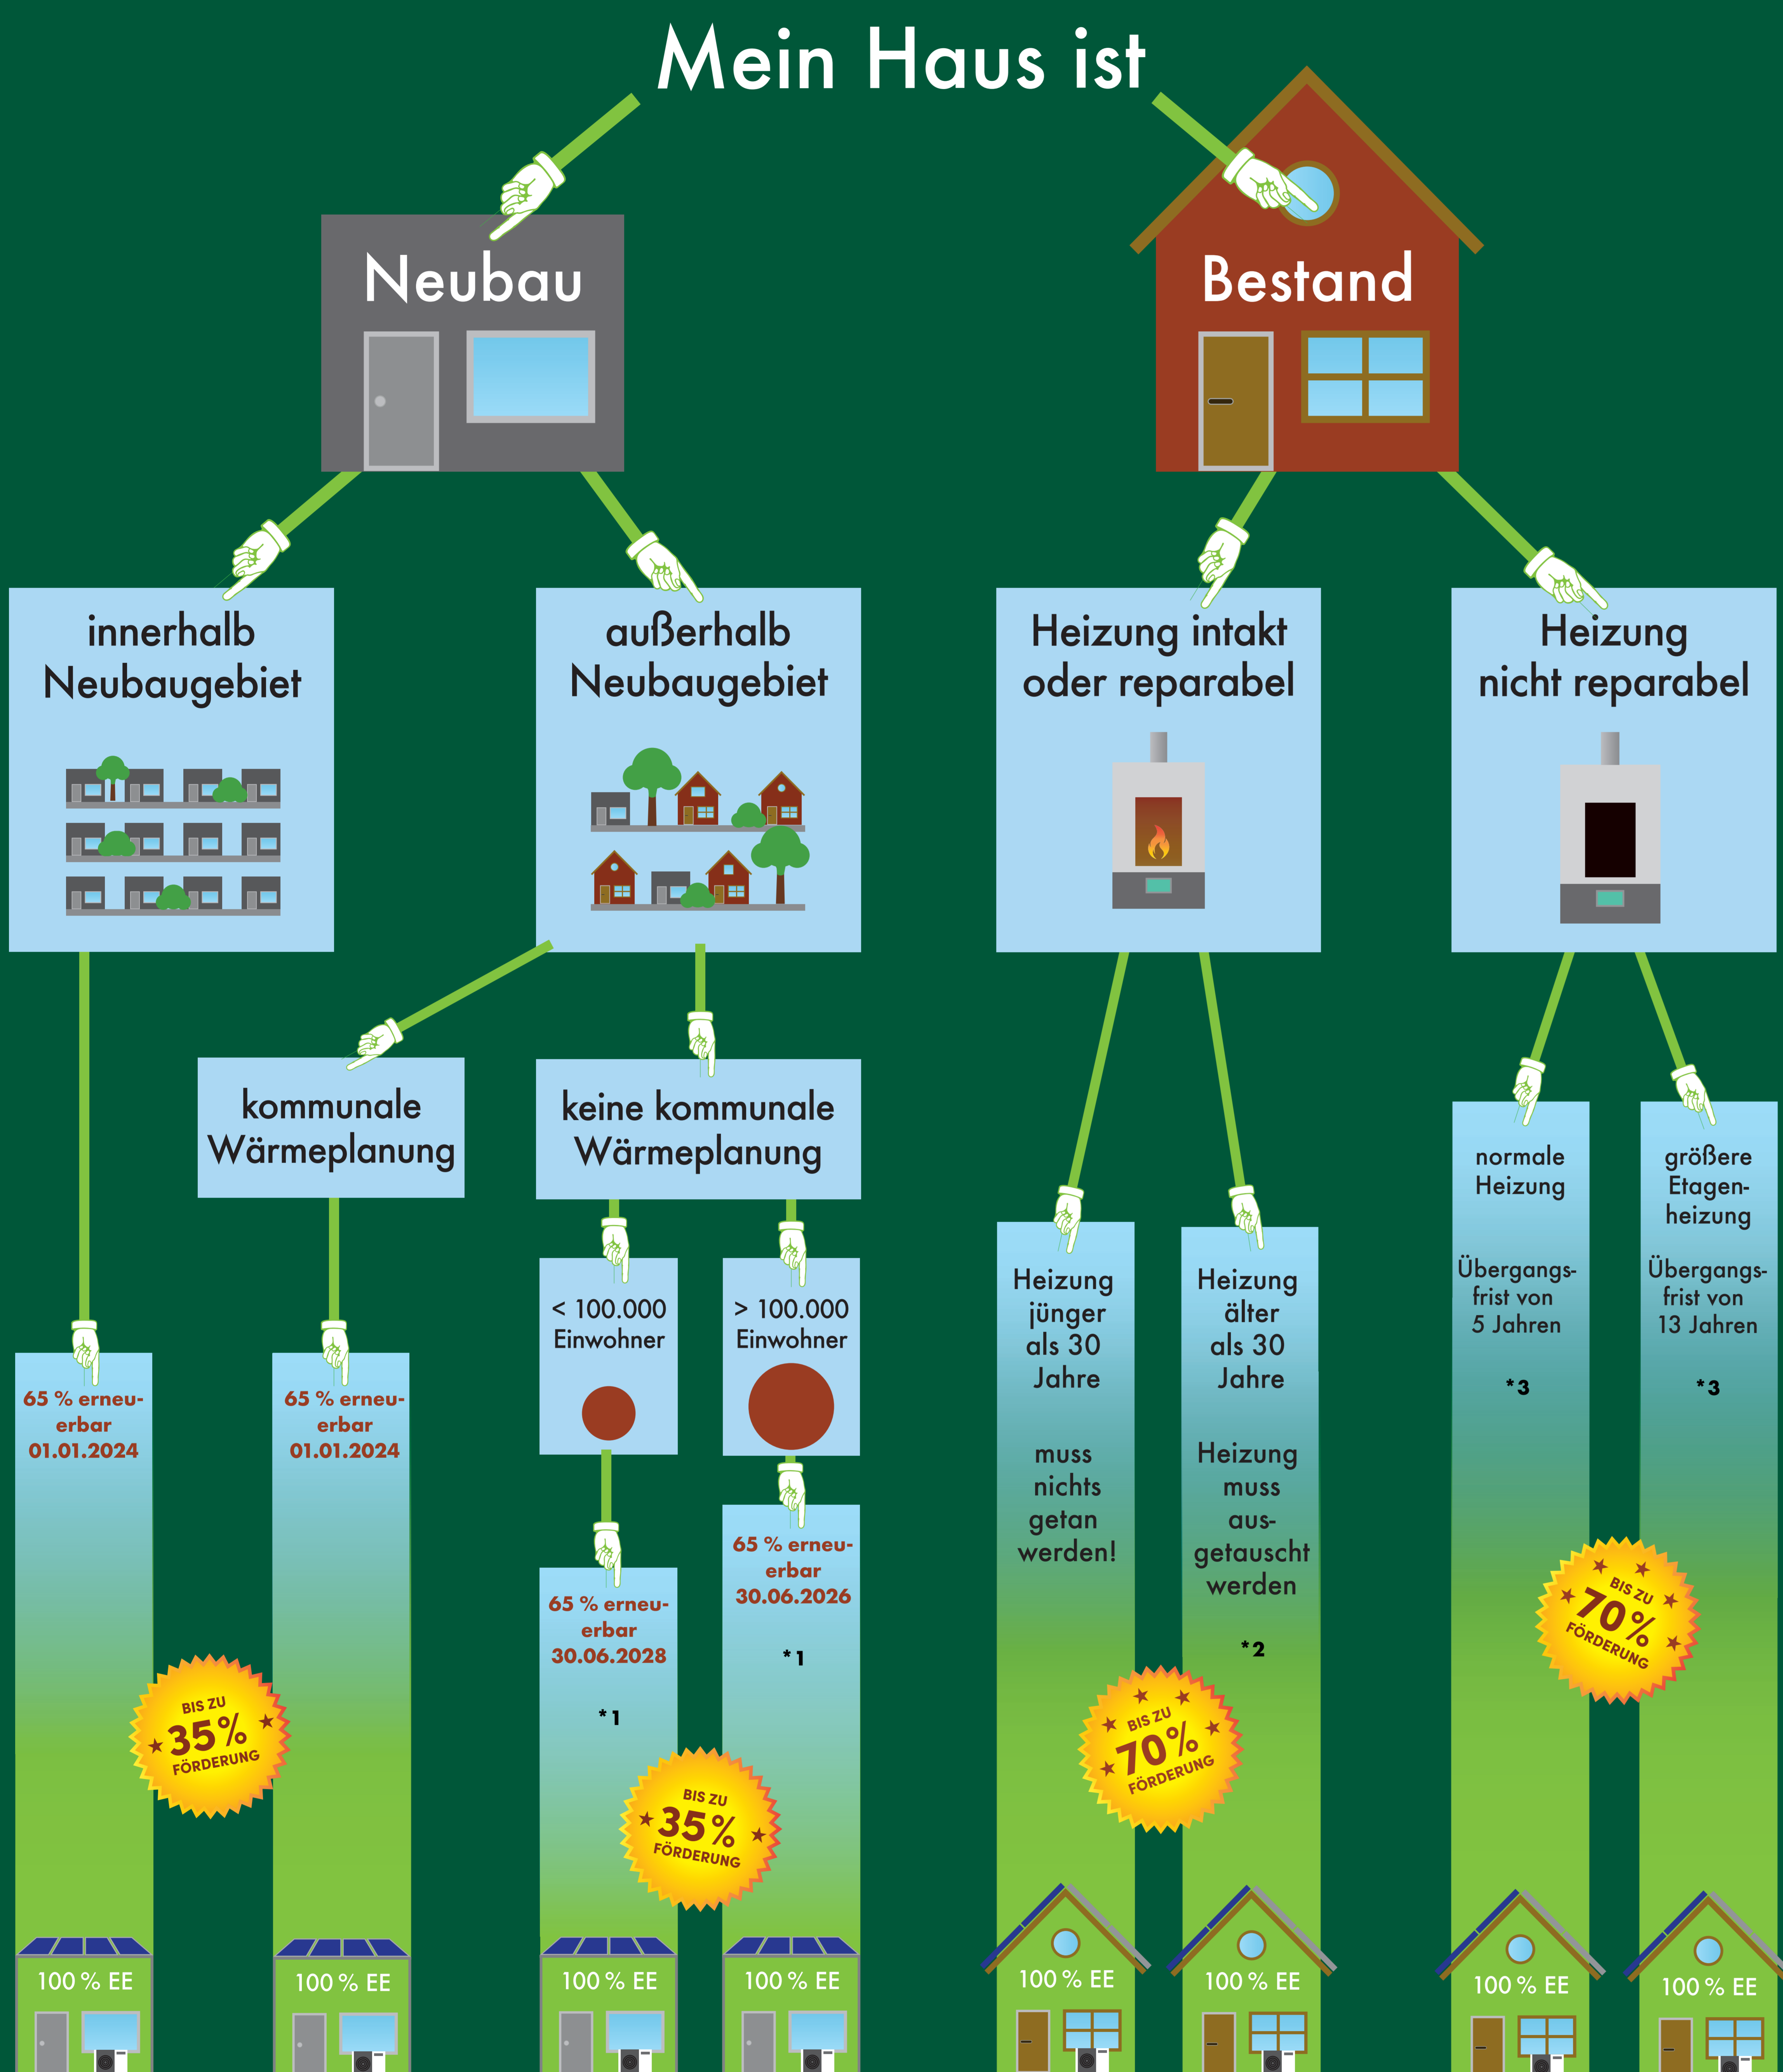 Mein Haus ist
Neubau
Bestand
innerhalb
Neubaugebiet
außerhalb
Neubaugebiet
Heizung intakt
oder reparabel
Heizung
nicht reparabel
kommunale
Wärmeplanung
keine kommunale
Wärmeplanung
< 100.000
Einwohner
> 100.000
Einwohner
65 % erneu-
erbar
01.01.2024
65 % erneu-
erbar
01.01.2024
65 % erneu-
erbar
30.06.2028
*1
65 % erneu-
erbar
30.06.2026
*1
Heizung
jünger
als 30
Jahre
muss
nichts
getan
werden!
Heizung
älter
als 30
Jahre
Heizung
muss
aus-
getauscht
werden
*2
normale
Heizung
Übergangs-
frist von
5 Jahren
*3
größere
Etagen-
heizung
Übergangs-
frist von
13 Jahren
*3
BIS ZU
35%
FÖRDERUNG
BIS ZU
35%
FÖRDERUNG
BIS ZU
70%
FÖRDERUNG
BIS ZU
70%
FÖRDERUNG
100 % EE
100 % EE
100 % EE
100 % EE
100 % EE
100 % EE
100 % EE
100 % EE